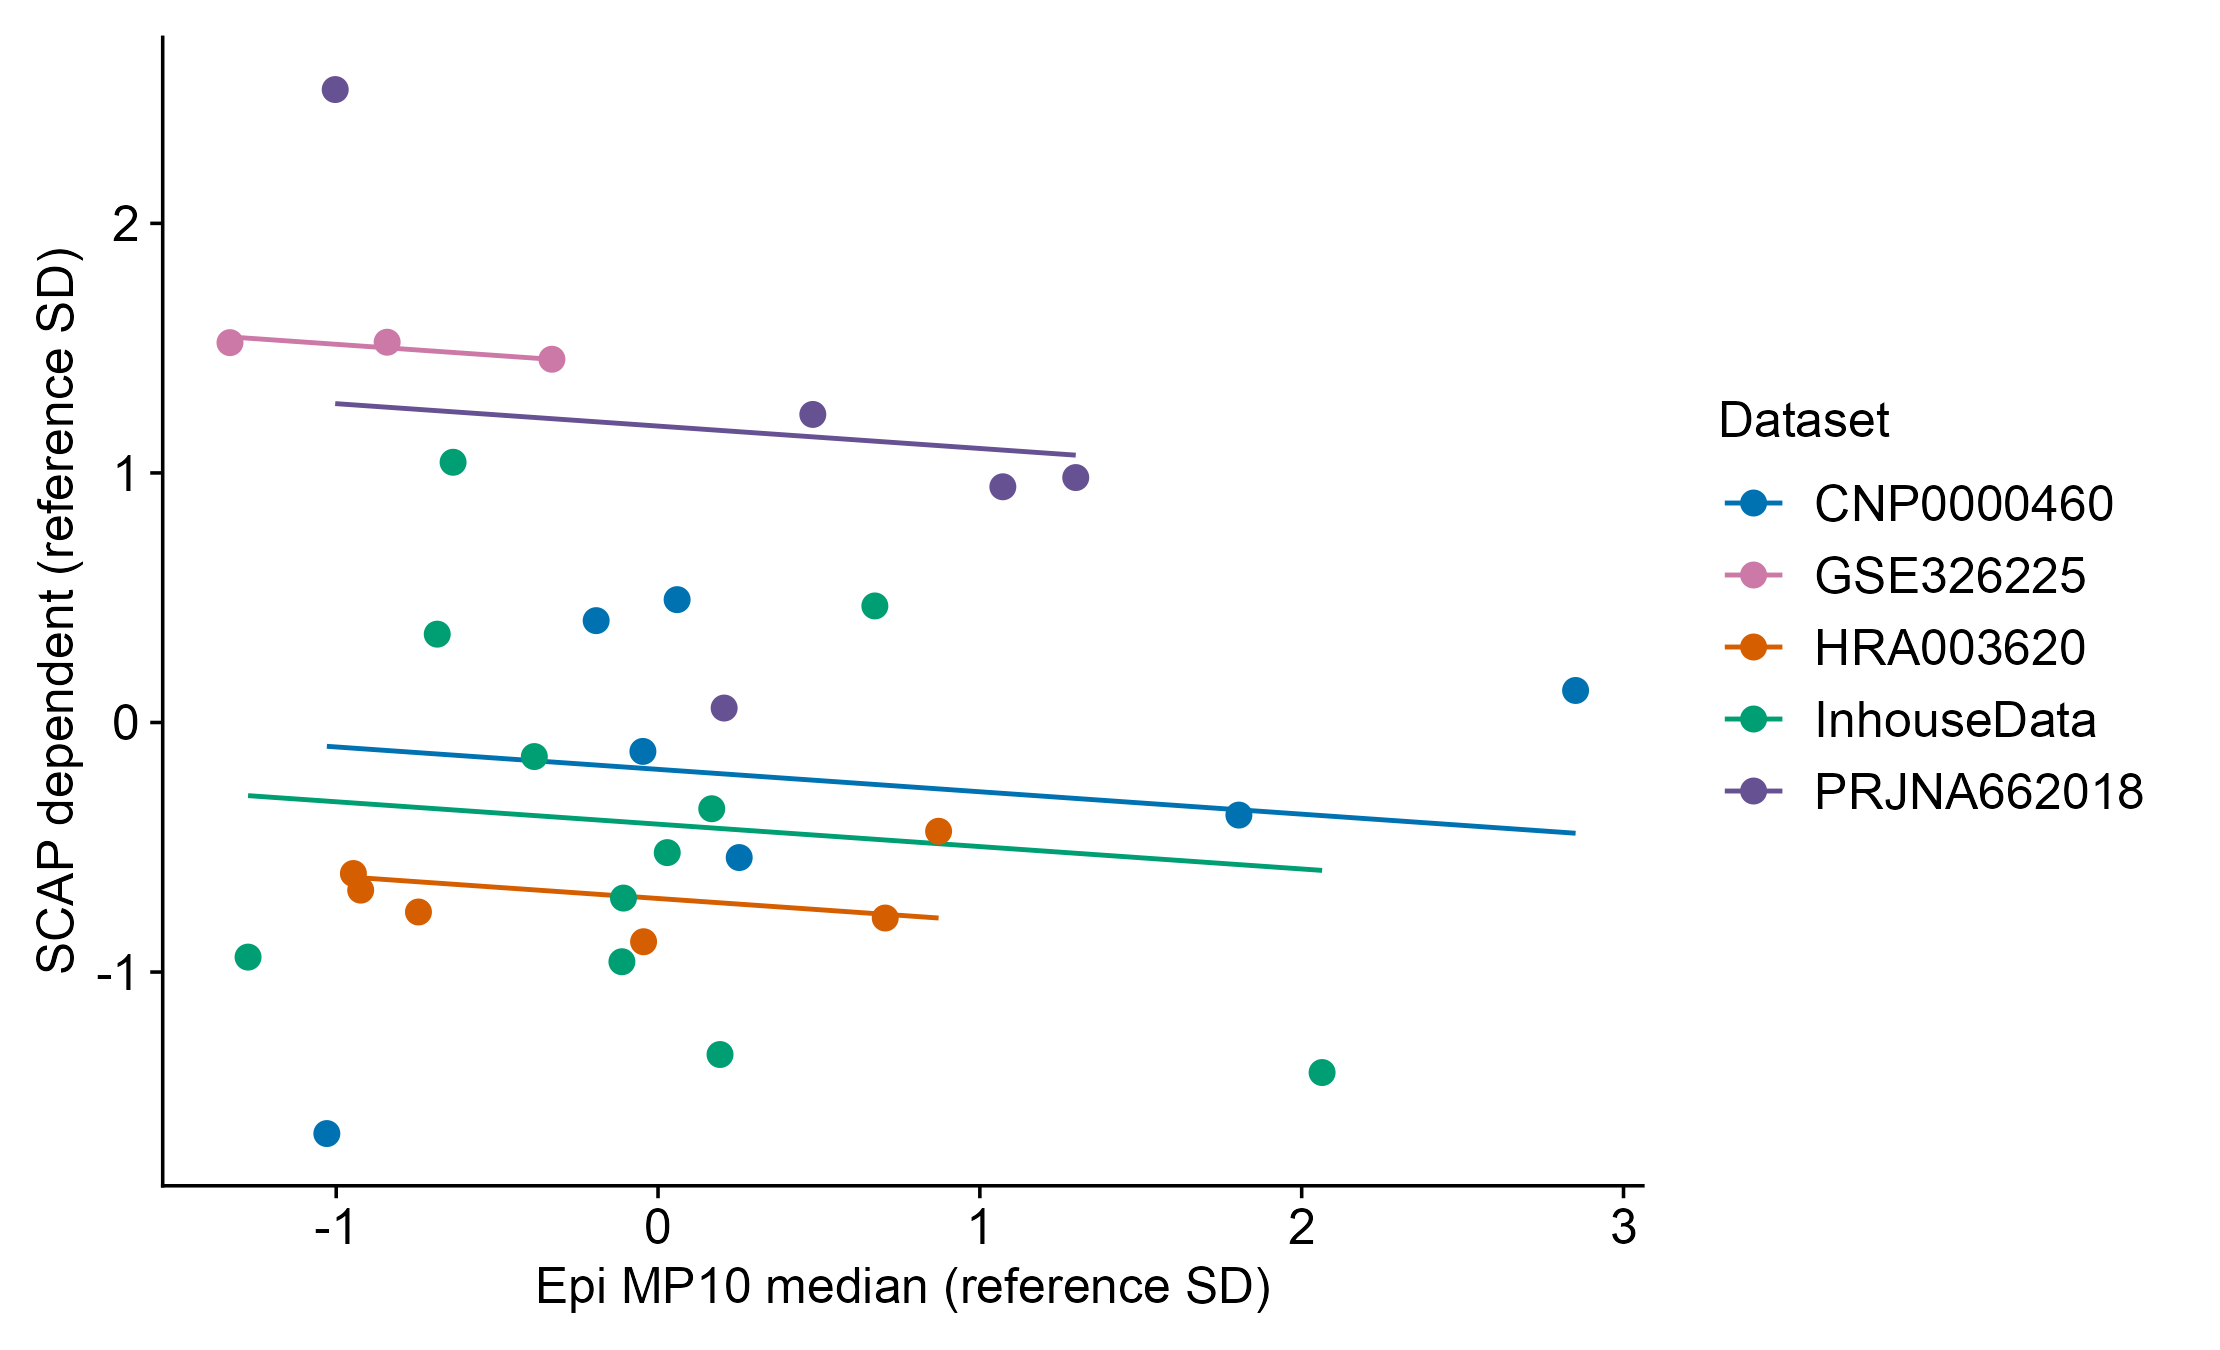 SCAP dependent (reference SD)
2
1
0
-1
-1
0
1
2
3
Epi MP10 median (reference SD)
Dataset
CNP0000460
GSE326225
HRA003620
InhouseData
PRJNA662018